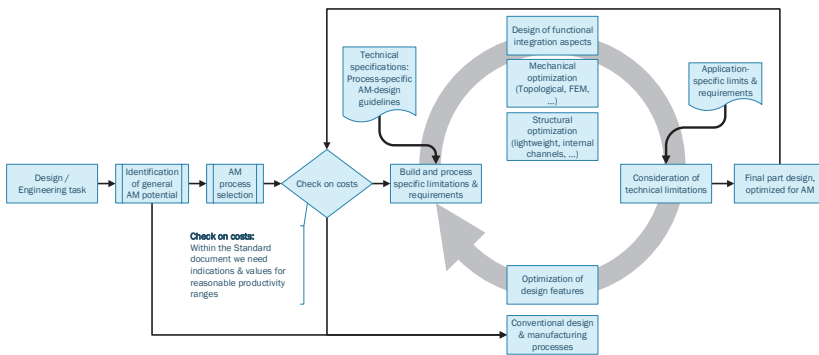 Design of functional
integration aspects
Technical
specifications:
Process-specific
AM-design
guidelines
Mechanical
optimization
(Topological, FEM,
...)
Application-
specific limits &
requirements
Structural
optimization
(lightweight, internal
channels, ...)
Design /
Engineering task
Identification
of general
AM potential
AM
process
selection
Check on costs
Build and process
specific limitations &
requirements
Consideration of
technical limitations
Final part design,
optimized for AM
Check on costs:
Within the Standard
document we need
indications & values for
reasonable productivity
ranges
Optimization of
design features
Conventional design
& manufacturing
processes